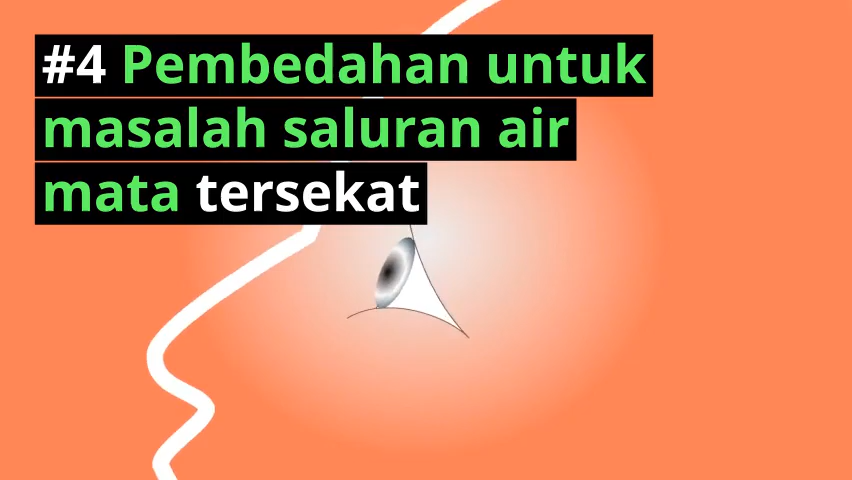 #4 Pembedahan untuk
masalah saluran air
mata tersekat